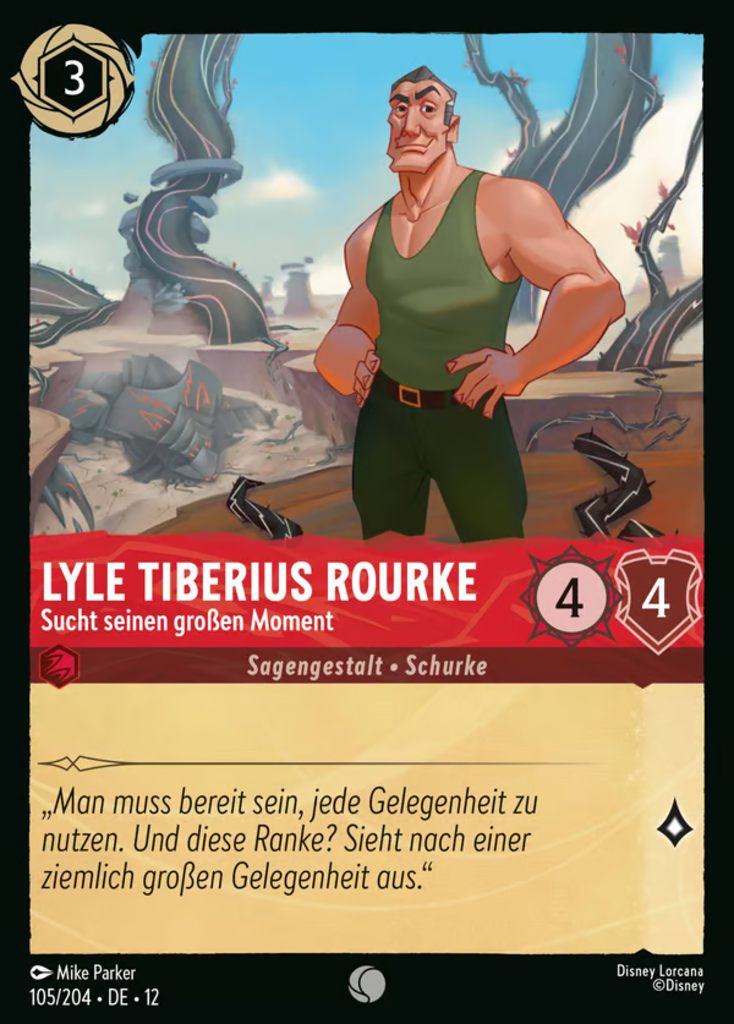 3
LYLE TIBERIUS ROURKE
Sucht seinen großen Moment
4
4
Sagengestalt • Schurke
„Man muss bereit sein, jede Gelegenheit zu
nutzen. Und diese Ranke? Sieht nach einer
ziemlich großen Gelegenheit aus.“
Mike Parker
105/204 • DE • 12
Disney Lorcana
©Disney